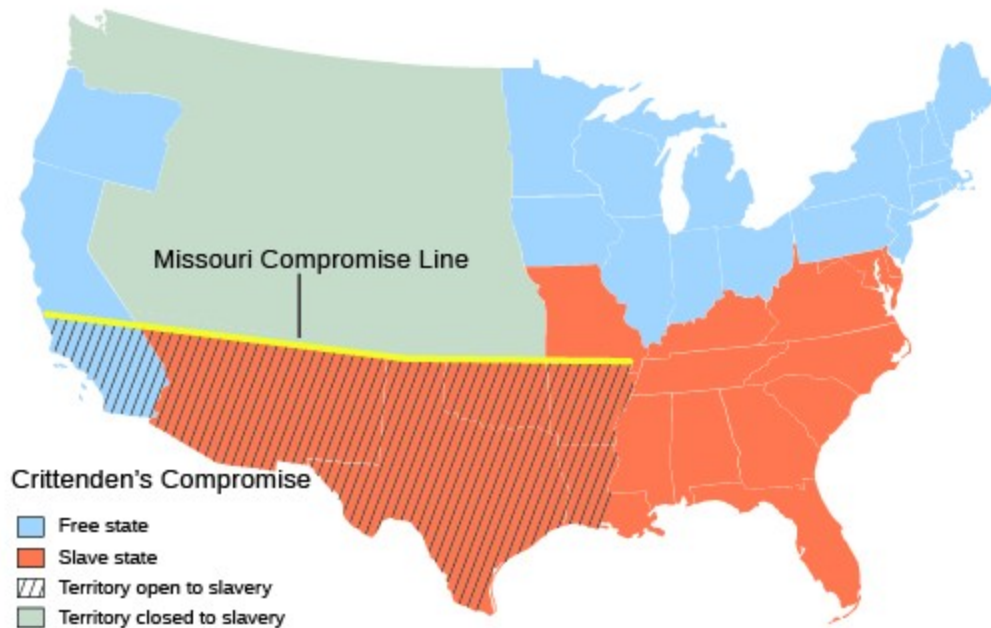 Missouri Compromise Line
Crittenden’s Compromise
Free state
Slave state
Territory open to slavery
Territory closed to slavery